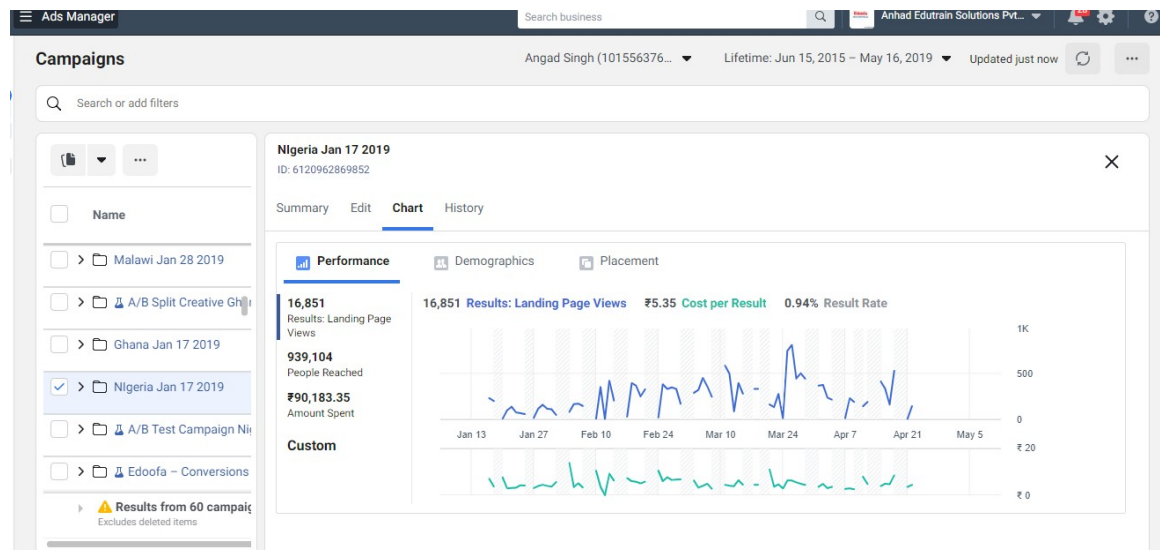 Ads Manager
Search business
Anhad Edutrain Solutions Pvt...
Campaigns
Angad Singh (101556376...
Lifetime: Jun 15, 2015 – May 16, 2019
Updated just now
Search or add filters
Name
Malawi Jan 28 2019
A/B Split Creative Gh
Ghana Jan 17 2019
NIgeria Jan 17 2019
A/B Test Campaign Ni
Edoofa – Conversions
Results from 60 campaig
Excludes deleted items
NIgeria Jan 17 2019
ID: 6120962869852
Summary Edit Chart History
Performance Demographics Placement
16,851
Results: Landing Page
Views
939,104
People Reached
₹90,183.35
Amount Spent
Custom
16,851 Results: Landing Page Views ₹5.35 Cost per Result 0.94% Result Rate
1K
500
0
Jan 13 Jan 27 Feb 10 Feb 24 Mar 10 Mar 24 Apr 7 Apr 21 May 5
₹ 20
₹ 0